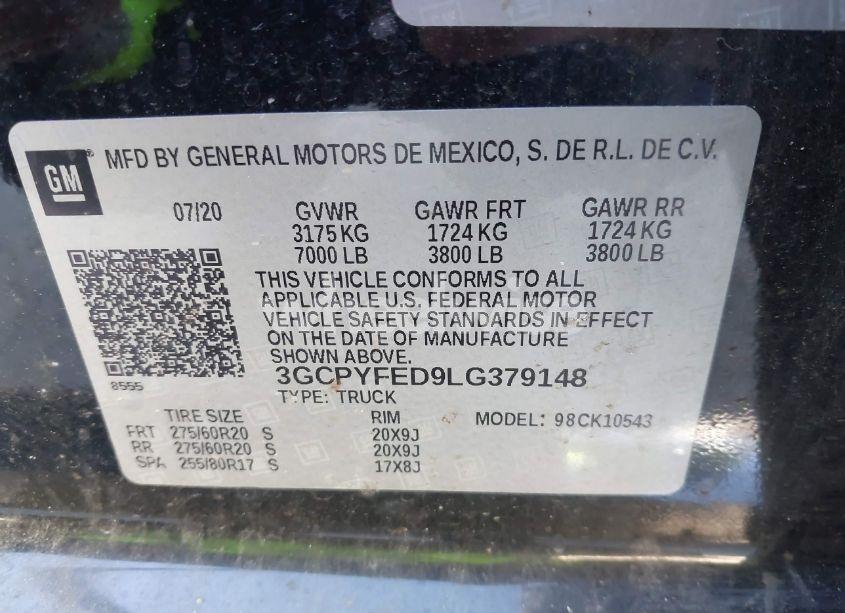 GM
MFD BY GENERAL MOTORS DE MEXICO, S. DE R.L. DE C.V.
07/20 GVWR GAWR FRT GAWR RR
3175 KG 1724 KG 1724 KG
7000 LB 3800 LB 3800 LB
THIS VEHICLE CONFORMS TO ALL
APPLICABLE U.S. FEDERAL MOTOR
VEHICLE SAFETY STANDARDS IN EFFECT
ON THE DATE OF MANUFACTURE
SHOWN ABOVE.
8555
3GCPYFED9LG379148
TYPE: TRUCK
TIRE SIZE RIM MODEL: 98CK10543
FRT 275/60R20 S 20X9J
RR 275/60R20 S 20X9J
SPA 255/80R17 S 17X8J